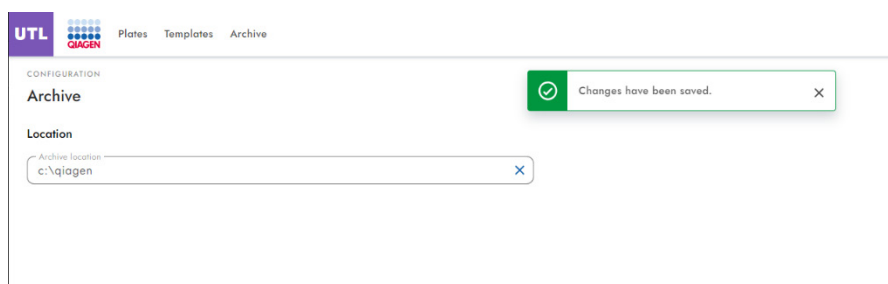 UTL QIAGEN Plates Templates Archive
CONFIGURATION
Archive
Changes have been saved.
Location
Archive location
c:\qiagen